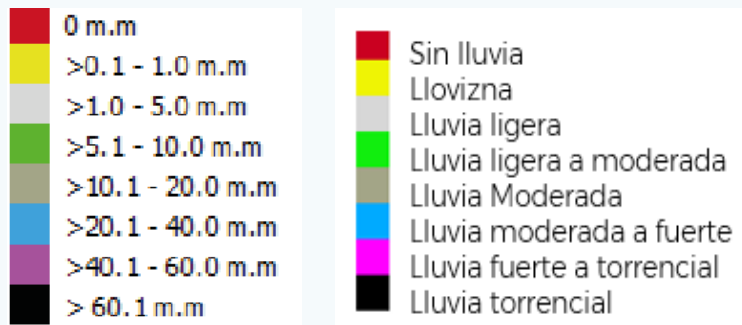 0 m.m
>0.1 - 1.0 m.m
>1.0 - 5.0 m.m
>5.1 - 10.0 m.m
>10.1 - 20.0 m.m
>20.1 - 40.0 m.m
>40.1 - 60.0 m.m
> 60.1 m.m
Sin lluvia
Llovizna
Lluvia ligera
Lluvia ligera a moderada
Lluvia Moderada
Lluvia moderada a fuerte
Lluvia fuerte a torrencial
Lluvia torrencial